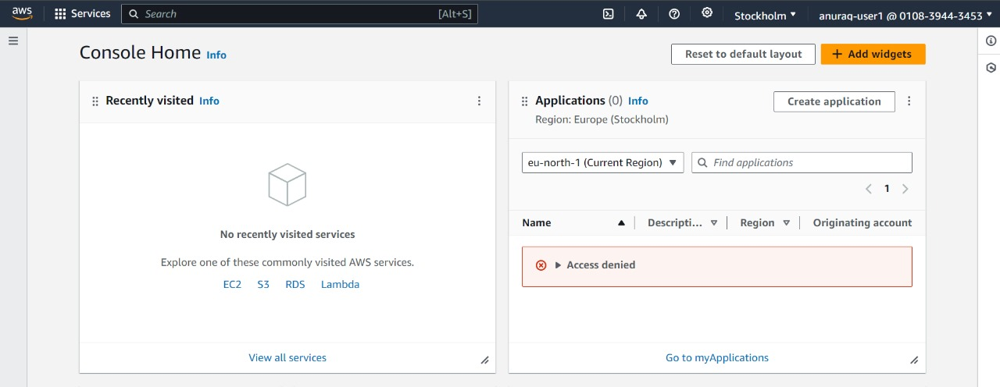 aws Services Search [Alt+S] Stockholm anuraq-user1 @ 0108-3944-3453
Console Home Info Reset to default layout + Add widgets
Recently visited Info
No recently visited services
Explore one of these commonly visited AWS services.
EC2 S3 RDS Lambda
View all services
Applications (0) Info Create application
Region: Europe (Stockholm)
eu-north-1 (Current Region) Find applications
1
Name Descripti... Region Originating account
Access denied
Go to myApplications